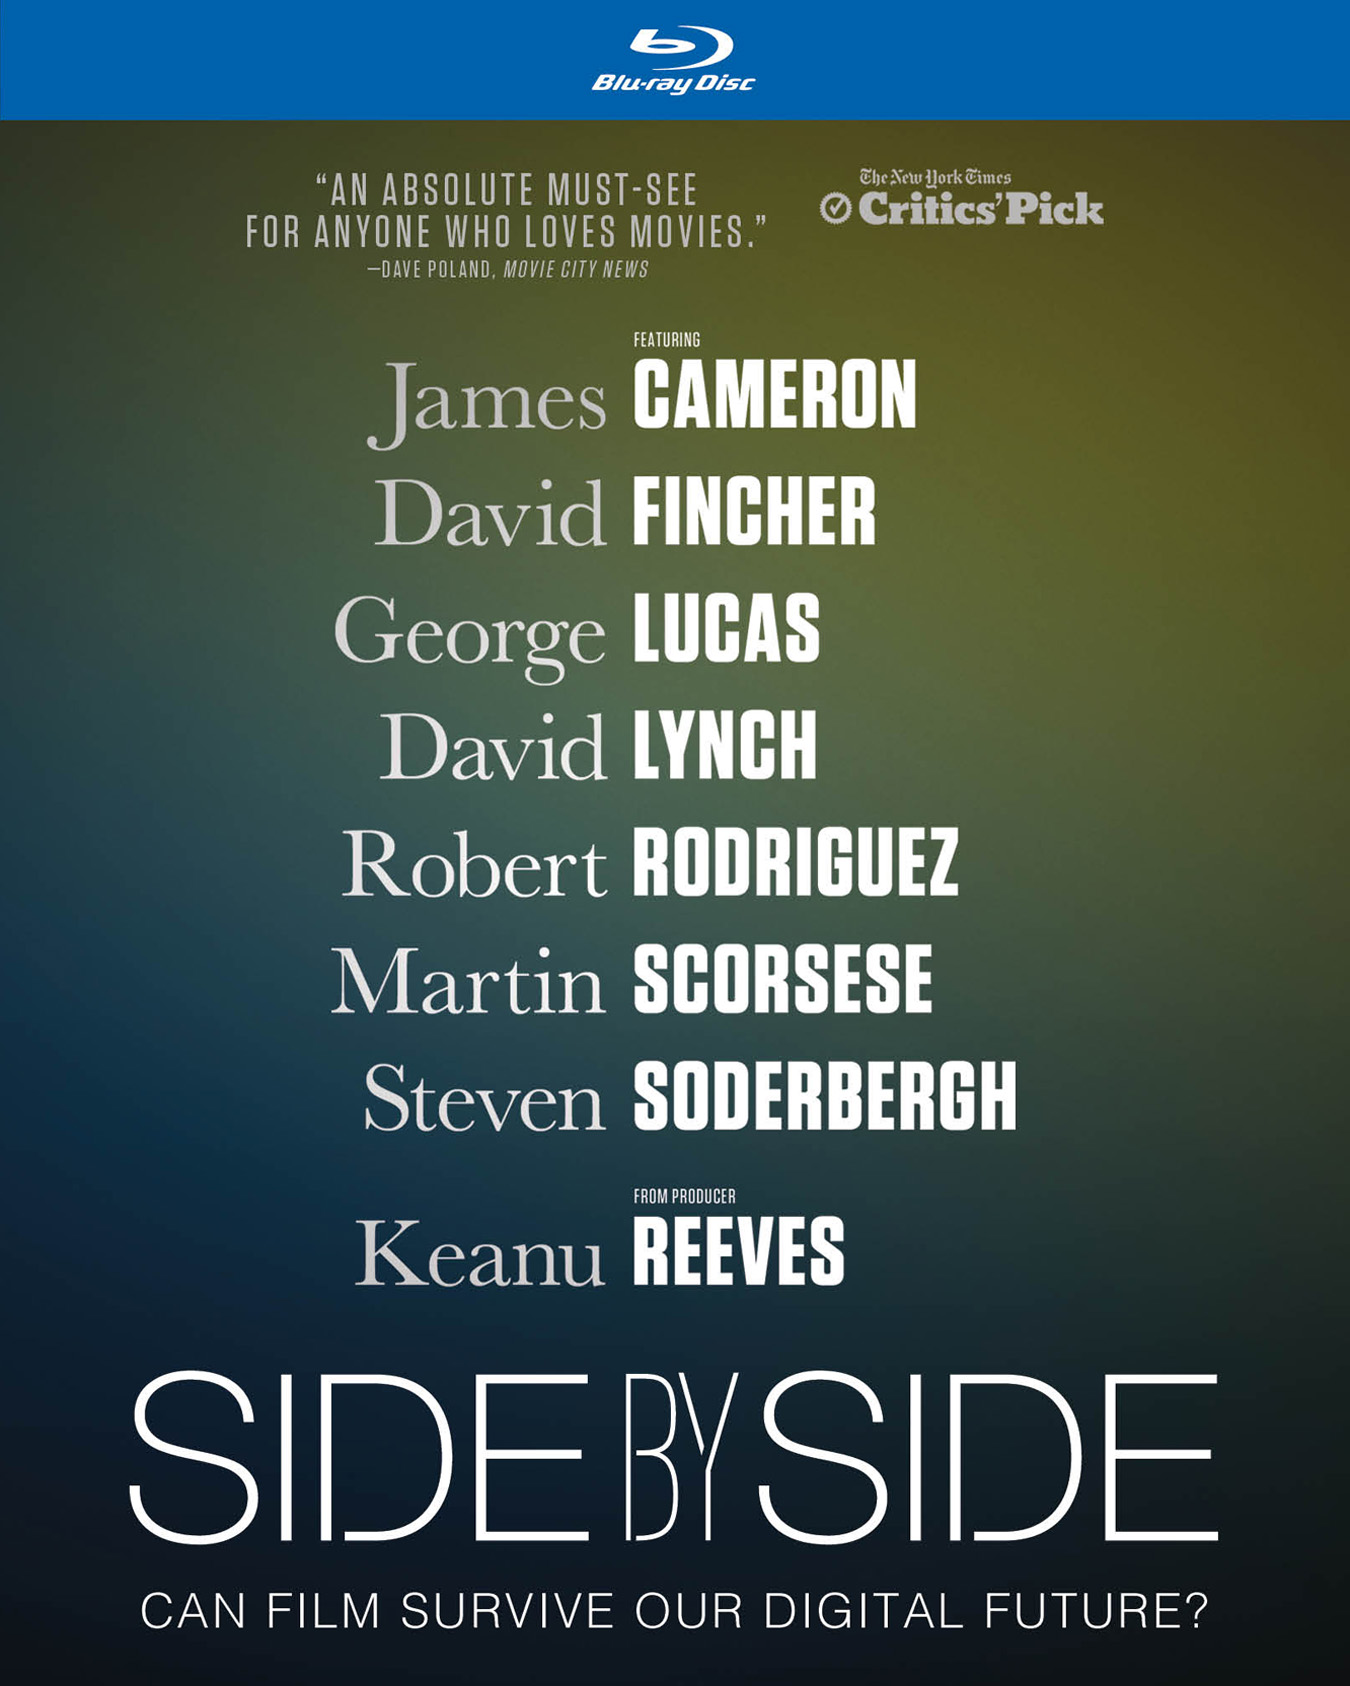 Blu-ray Disc
“AN ABSOLUTE MUST-SEE
FOR ANYONE WHO LOVES MOVIES.”
–DAVE POLAND, MOVIE CITY NEWS
The New York Times
Critics’ Pick
FEATURING
James CAMERON
David FINCHER
George LUCAS
David LYNCH
Robert RODRIGUEZ
Martin SCORSESE
Steven SODERBERGH
FROM PRODUCER
Keanu REEVES
SIDE BY SIDE
CAN FILM SURVIVE OUR DIGITAL FUTURE?